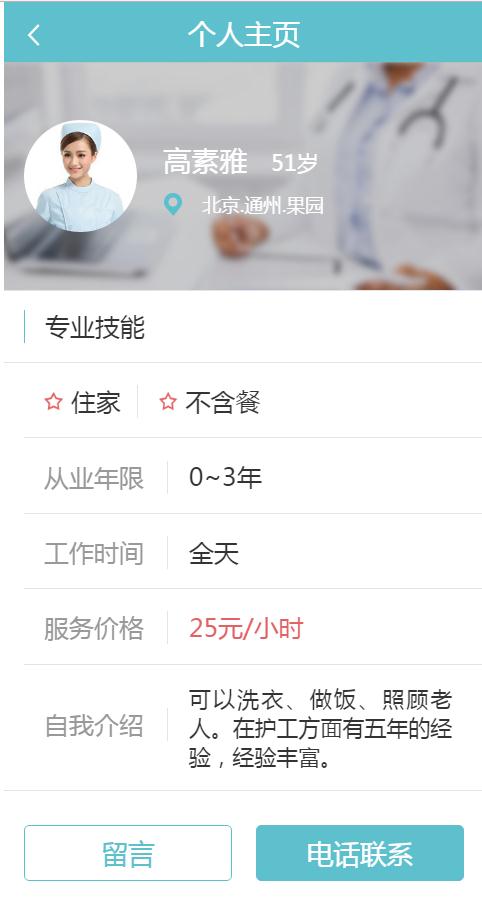 个人主页
高素雅 51岁
北京.通州.果园
专业技能
住家 不含餐
从业年限 0~3年
工作时间 全天
服务价格 25元/小时
自我介绍
可以洗衣、做饭、照顾老
人。在护工方面有五年的经
验，经验丰富。
留言 电话联系